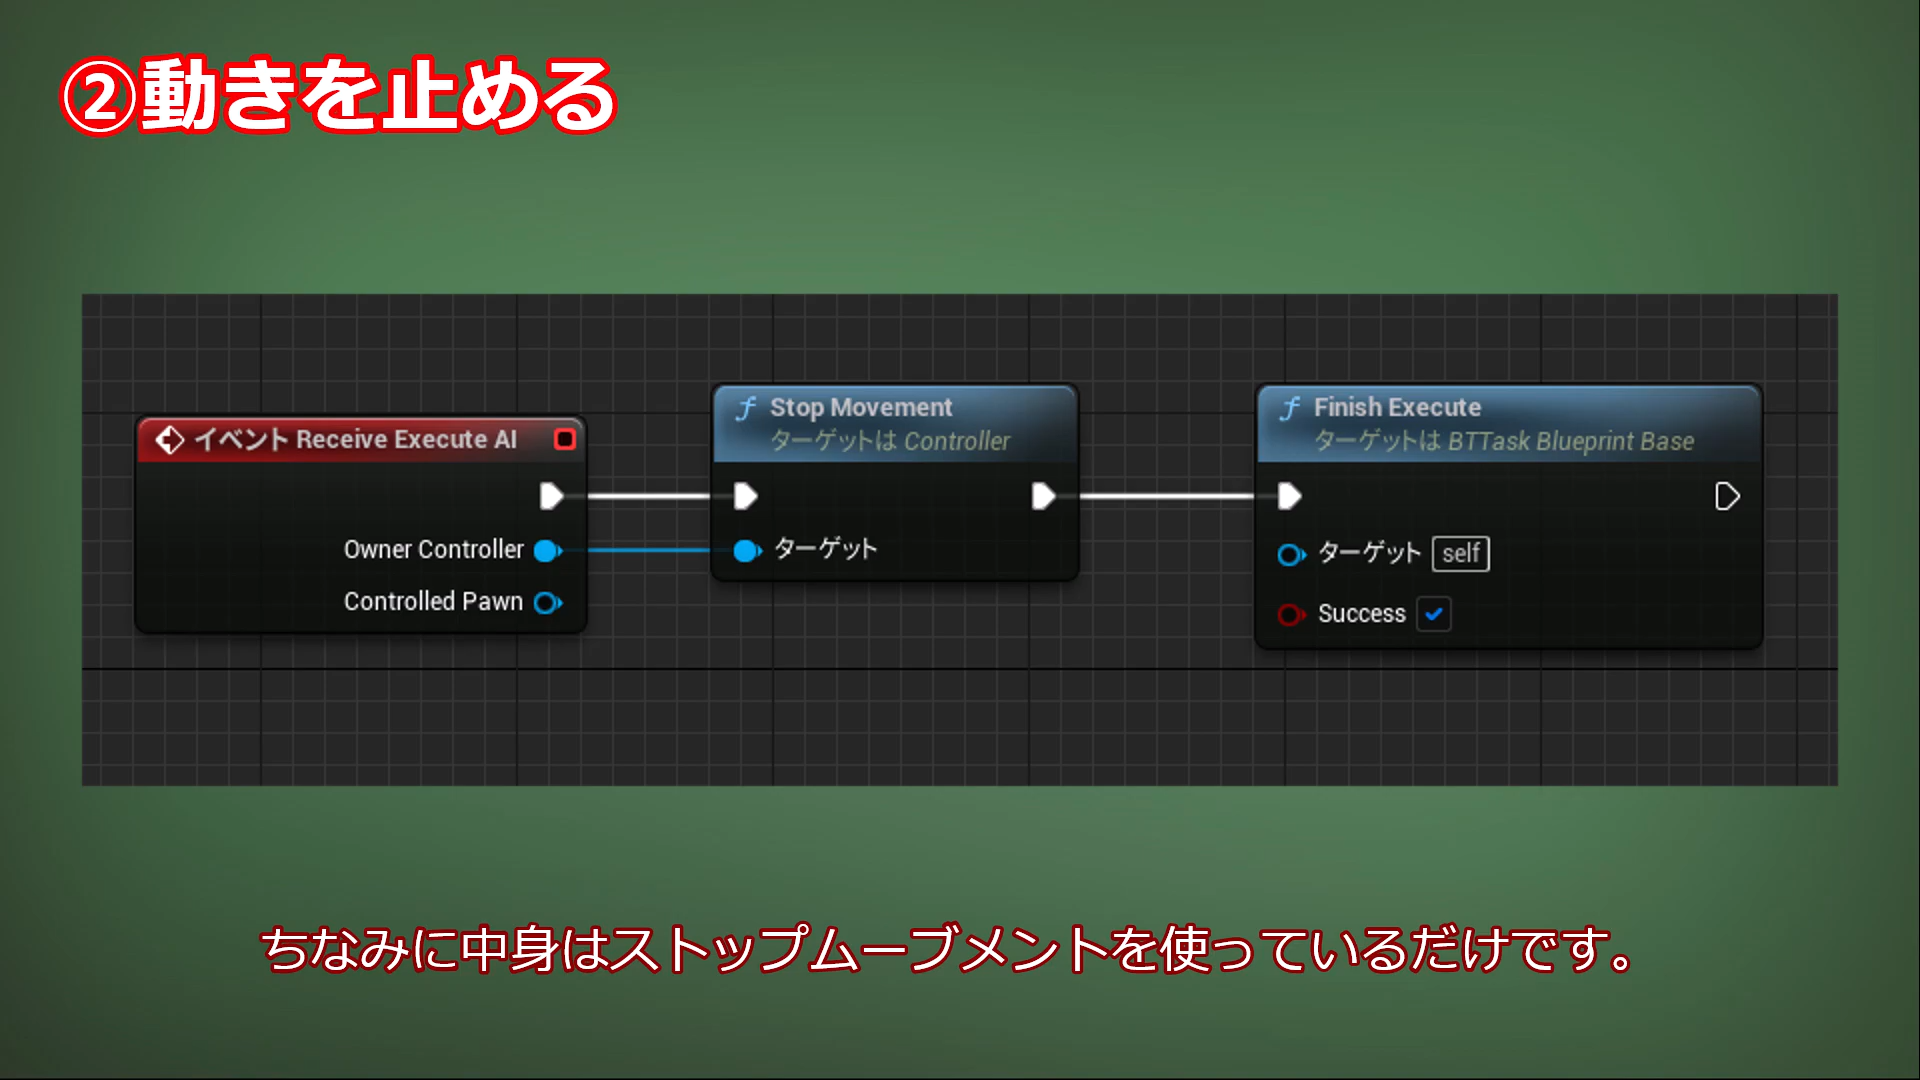 ②動きを止める
イベント Receive Execute AI
Owner Controller
Controlled Pawn
f Stop Movement
ターゲットは Controller
ターゲット
f Finish Execute
ターゲットは BTTask Blueprint Base
ターゲット self
Success
ちなみに中身はストップムーブメントを使っているだけです。